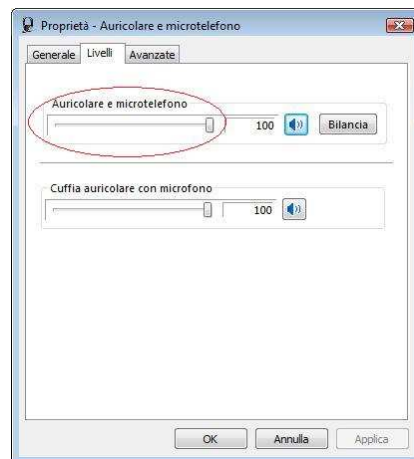 Proprietà - Auricolare e microtelefono
Generale Livelli Avanzate
Auricolare e microtelefono
100 Bilancia
Cuffia auricolare con microfono
100
OK Annulla Applica